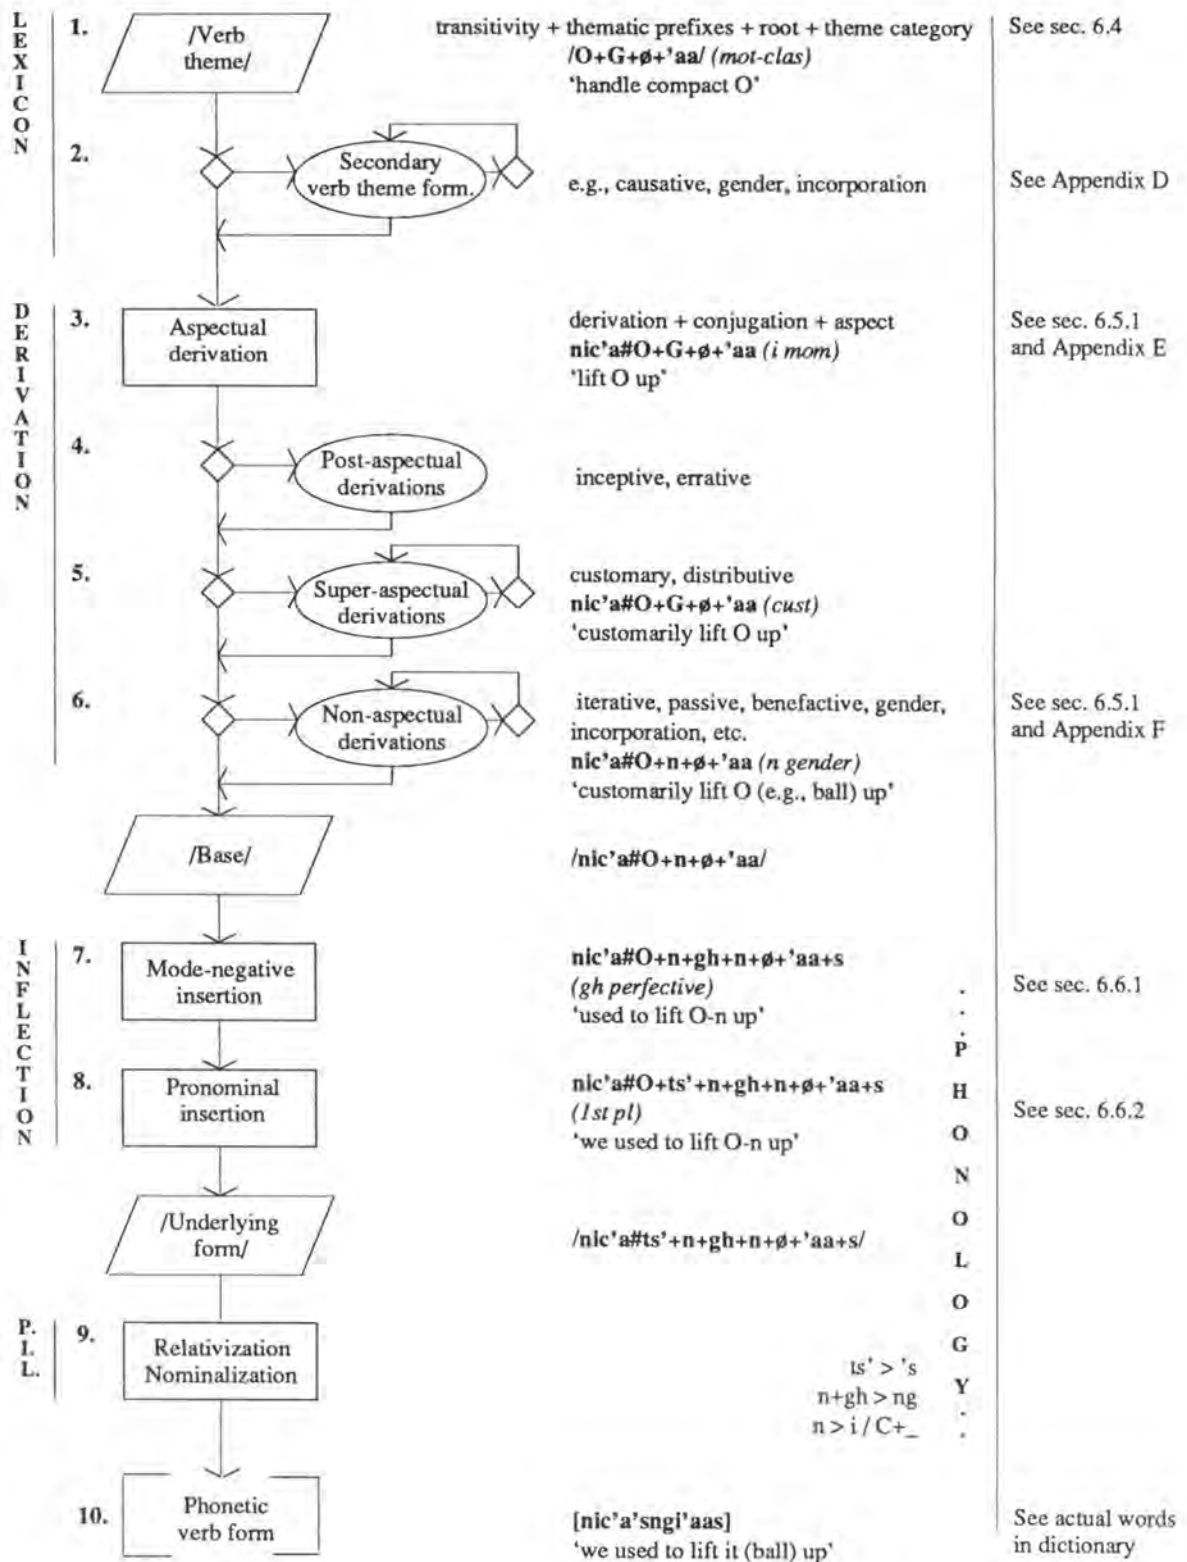 LEXICON
1.
/Verb
theme/
transitivity + thematic prefixes + root + theme category
/O+G+ø+'aa/ (mot-clas)
'handle compact O'
See sec. 6.4
2.
Secondary
verb theme form.
e.g., causative, gender, incorporation
See Appendix D
DERIVATION
3.
Aspectual
derivation
derivation + conjugation + aspect
nic'a#O+G+ø+'aa (i mom)
'lift O up'
See sec. 6.5.1
and Appendix E
4.
Post-aspectual
derivations
inceptive, errative
5.
Super-aspectual
derivations
customary, distributive
nic'a#O+G+ø+'aa (cust)
'customarily lift O up'
6.
Non-aspectual
derivations
iterative, passive, benefactive, gender,
incorporation, etc.
nic'a#O+n+ø+'aa (n gender)
'customarily lift O (e.g., ball) up'
See sec. 6.5.1
and Appendix F
/Base/
/nic'a#O+n+ø+'aa/
INFLECTION
7.
Mode-negative
insertion
nic'a#O+n+gh+n+ø+'aa+s
(gh perfective)
'used to lift O-n up'
See sec. 6.6.1
8.
Pronominal
insertion
nic'a#O+ts'+n+gh+n+ø+'aa+s
(1st pl)
'we used to lift O-n up'
See sec. 6.6.2
. . . PHONOLOGY . .
/Underlying
form/
/nic'a#ts'+n+gh+n+ø+'aa+s/
P.I.L.
9.
Relativization
Nominalization
ts' > 's
n+gh > ng
n > i / C+_
10.
Phonetic
verb form
[nic'a'sngi'aas]
'we used to lift it (ball) up'
See actual words
in dictionary